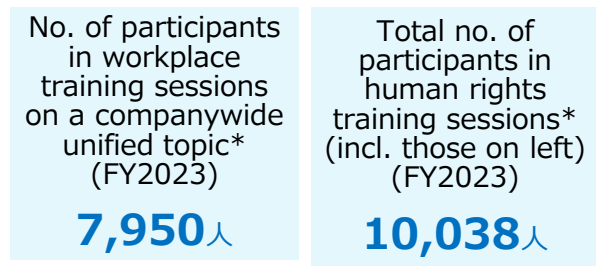 No. of participants
in workplace
training sessions
on a companywide
unified topic*
(FY2023)
7,950人
Total no. of
participants in
human rights
training sessions*
(incl. those on left)
(FY2023)
10,038人